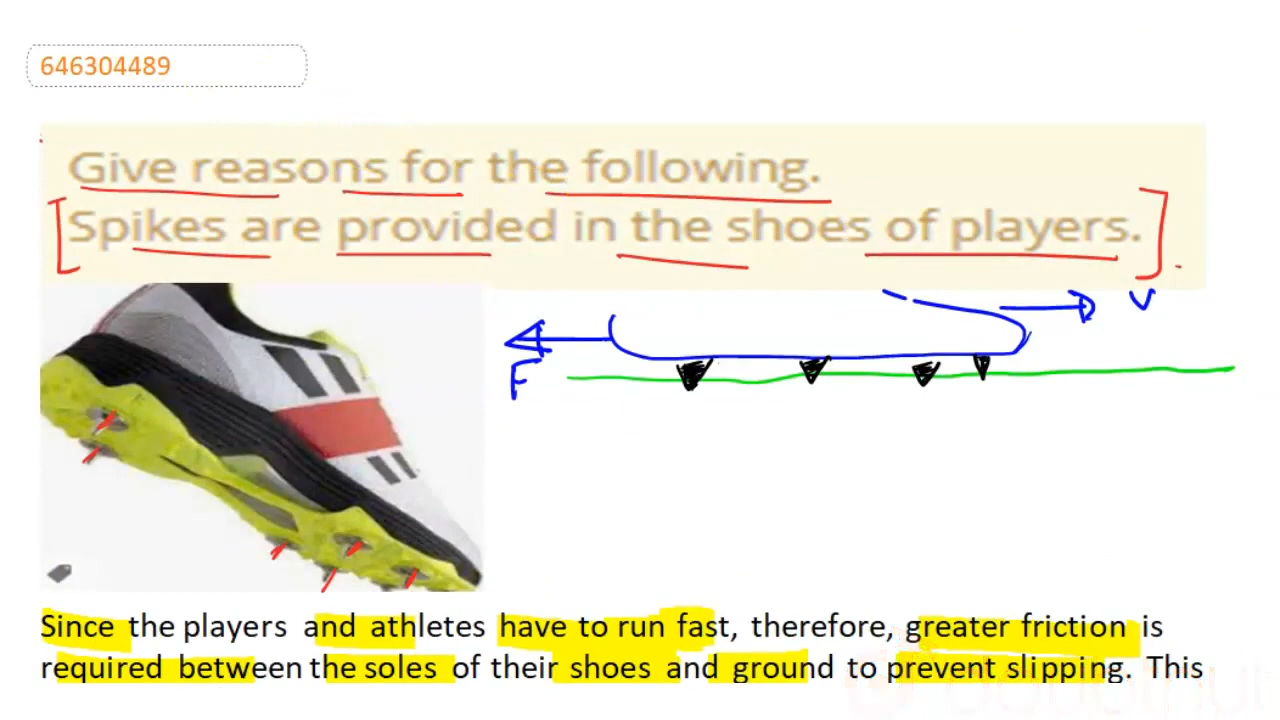 646304489
Give reasons for the following.
Spikes are provided in the shoes of players.
V
F
Since the players and athletes have to run fast, therefore, greater friction is
required between the soles of their shoes and ground to prevent slipping. This